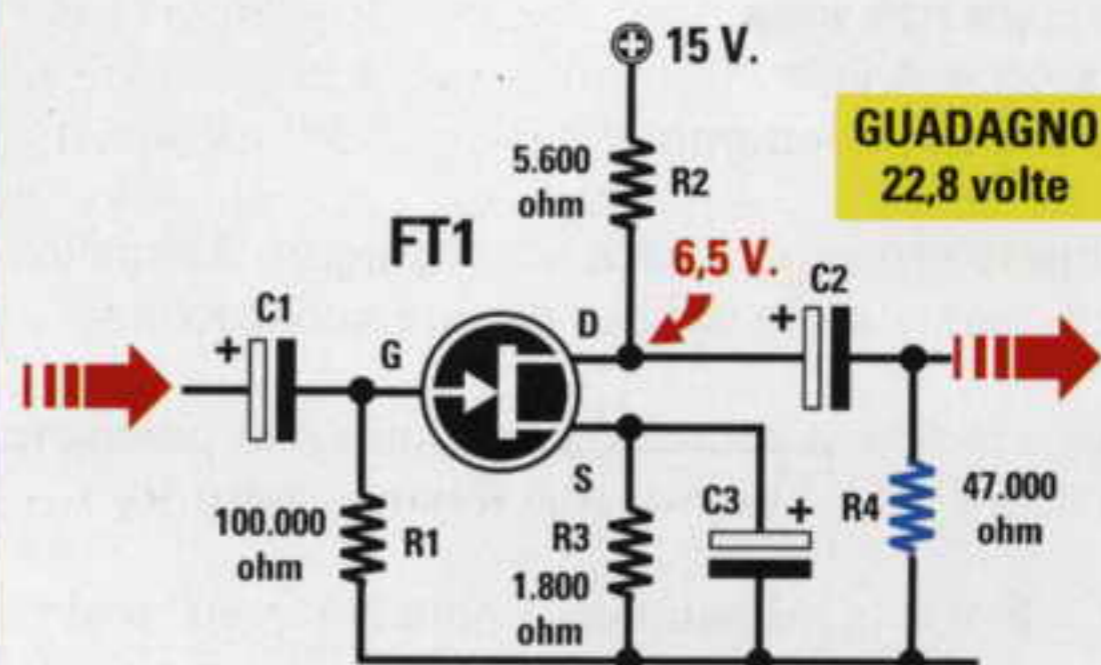 15 V.
GUADAGNO
22,8 volte
5.600
ohm
R2
FT1
6,5 V.
C1
C2
+
D
+
G
S
100.000
ohm
R1
R3
1.800
ohm
C3
+
R4
47.000
ohm